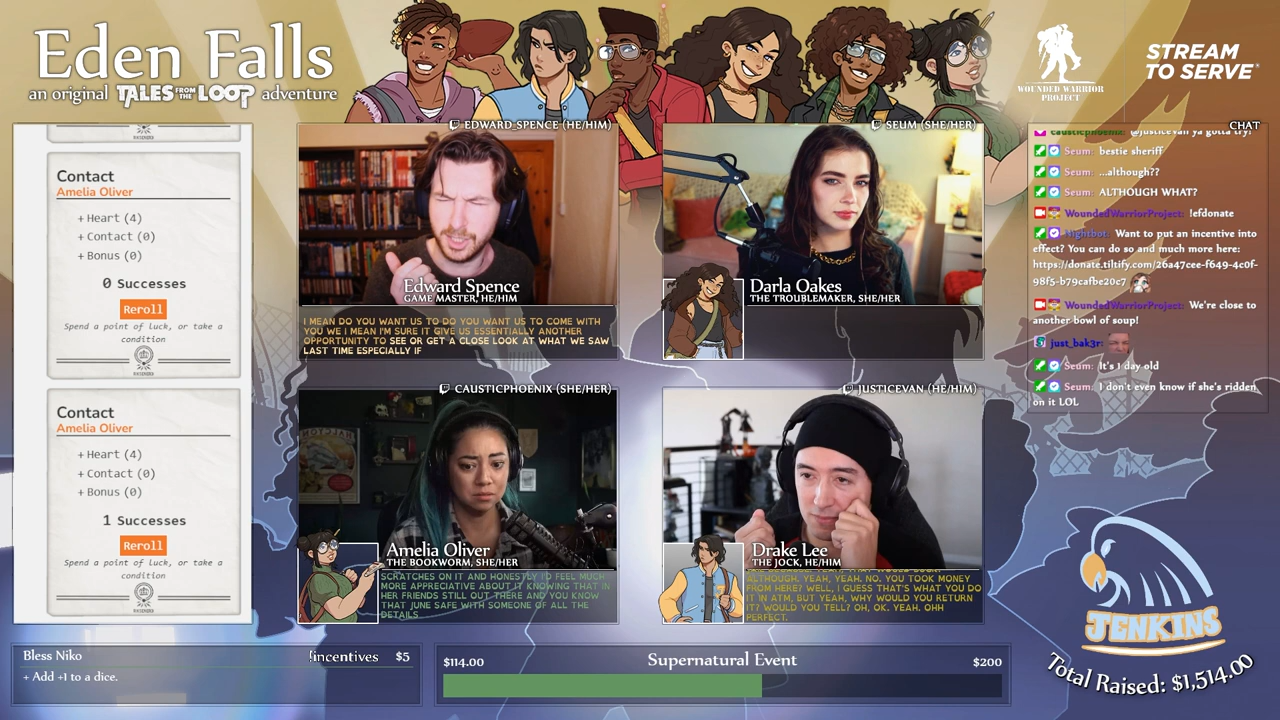 Eden Falls
an original TALES FROM THE LOOP adventure
WOUNDED WARRIOR
PROJECT
STREAM
TO SERVE
Contact
Amelia Oliver
+ Heart (4)
+ Contact (0)
+ Bonus (0)
0 Successes
Reroll
Spend a point of luck, or take a
condition
Contact
Amelia Oliver
+ Heart (4)
+ Contact (0)
+ Bonus (0)
1 Successes
Reroll
Spend a point of luck, or take a
condition
EDWARD_SPENCE (HE/HIM)
Edward Spence
GAME MASTER, HE/HIM
I MEAN DO YOU WANT US TO DO YOU WANT US TO COME WITH
YOU WE I MEAN I'M SURE IT GIVE US ESSENTIALLY ANOTHER
OPPORTUNITY TO SEE OR GET A CLOSE LOOK AT WHAT WE SAW
LAST TIME ESPECIALLY IF
SEUM (SHE/HER)
Darla Oakes
THE TROUBLEMAKER, SHE/HER
CAUSTICPHOENIX (SHE/HER)
Amelia Oliver
THE BOOKWORM, SHE/HER
SCRATCHES ON IT AND HONESTLY I'D FEEL MUCH
MORE APPRECIATIVE ABOUT IT KNOWING THAT IN
HER FRIENDS STILL OUT THERE AND YOU KNOW
THAT JUNE SAFE WITH SOMEONE OF ALL THE
DETAILS
JUSTICEVAN (HE/HIM)
Drake Lee
THE JOCK, HE/HIM
ALTHOUGH. YEAH, YEAH. NO. YOU TOOK MONEY
FROM HERE? WELL, I GUESS THAT'S WHAT YOU DO
IT IN ATM, BUT YEAH, WHY WOULD YOU RETURN
IT? WOULD YOU TELL? OH, OK. YEAH. OHH
PERFECT.
CHAT
causticphoenix: @justicevan ya gotta try!
Seum: bestie sheriff
Seum: ...although??
Seum: ALTHOUGH WHAT?
WoundedWarriorProject: !efdonate
Nightbot: Want to put an incentive into
effect? You can do so and much more here:
https://donate.tiltify.com/26a47cee-f649-4c0f-
98f5-b79cafbe20c7
WoundedWarriorProject: We're close to
another bowl of soup!
just_bak3r:
Seum: It's 1 day old
Seum: I don't even know if she's ridden
on it LOL
JENKINS
Total Raised: $1,514.00
Bless Niko
!incentives $5
+ Add +1 to a dice.
$114.00
Supernatural Event
$200